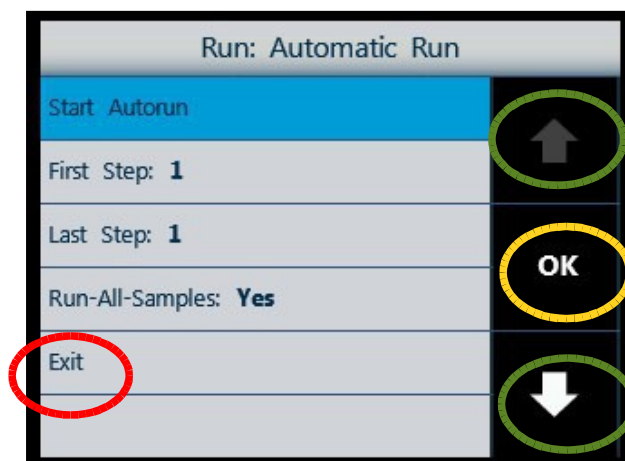 Run: Automatic Run
Start Autorun
First Step: 1
Last Step: 1
OK
Run-All-Samples: Yes
Exit